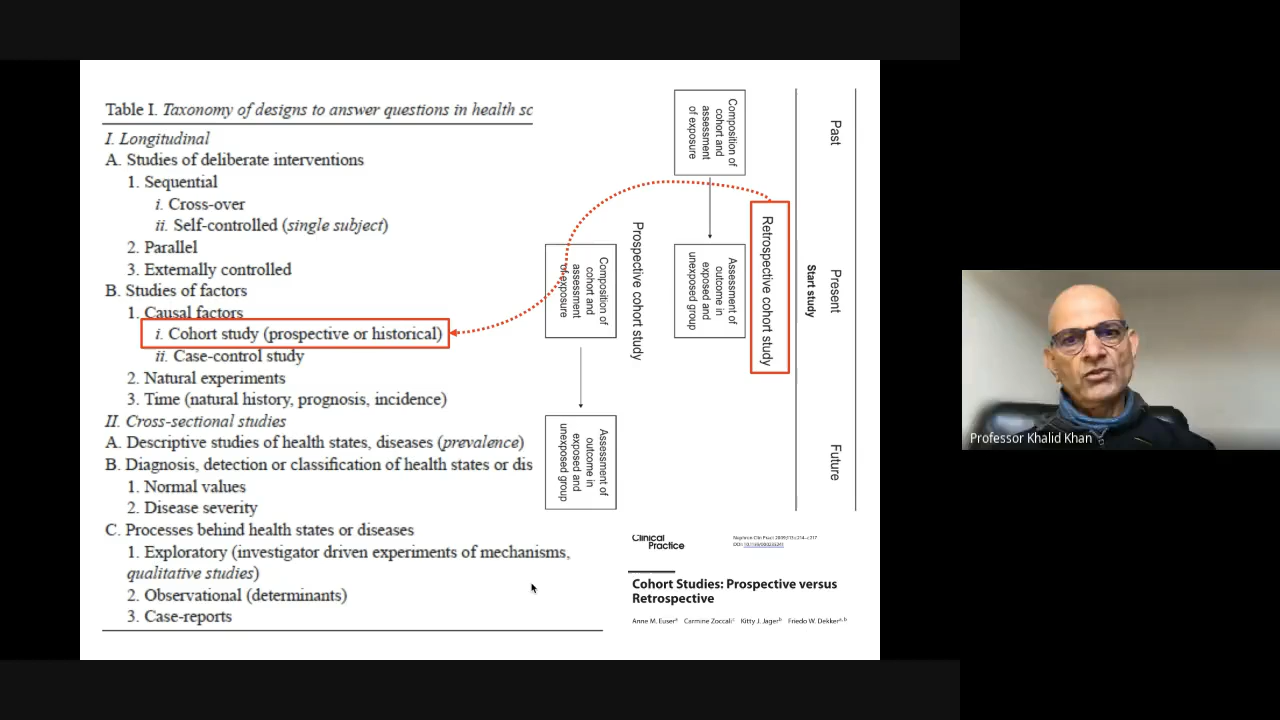 Table I. Taxonomy of designs to answer questions in health sc
I. Longitudinal
A. Studies of deliberate interventions
1. Sequential
i. Cross-over
ii. Self-controlled (single subject)
2. Parallel
3. Externally controlled
B. Studies of factors
1. Causal factors
i. Cohort study (prospective or historical)
ii. Case-control study
2. Natural experiments
3. Time (natural history, prognosis, incidence)
II. Cross-sectional studies
A. Descriptive studies of health states, diseases (prevalence)
B. Diagnosis, detection or classification of health states or dis
1. Normal values
2. Disease severity
C. Processes behind health states or diseases
1. Exploratory (investigator driven experiments of mechanisms,
qualitative studies)
2. Observational (determinants)
3. Case-reports
Past
Present
Future
Start study
Retrospective cohort study
Composition of
cohort and
assessment
of exposure
Assessment of
outcome in
exposed and
unexposed group
Prospective cohort study
Composition of
cohort and
assessment
of exposure
Assessment of
outcome in
exposed and
unexposed group
Clinical
Practice
Cohort Studies: Prospective versus
Retrospective
Anne M. Euser Carmine Zoccali Kitty J. Jager Friedo W. Dekker
Professor Khalid Khan